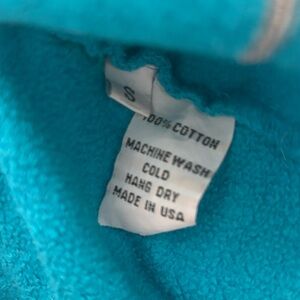 S
100% COTTON
MACHINE WASH
COLD
HANG DRY
MADE IN USA